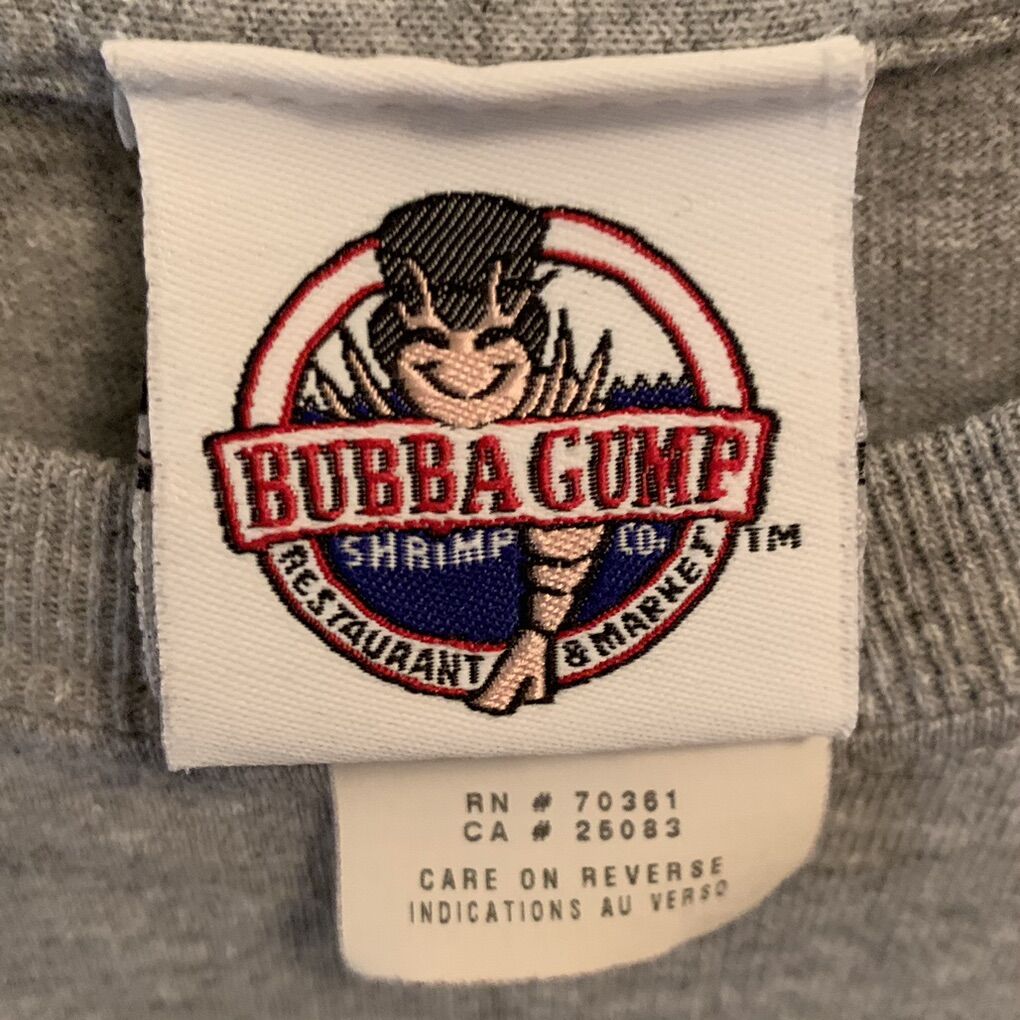 BUBBA GUMP
SHRIMP CO.
RESTAURANT & MARKET
TM
RN # 70361
CA # 25083
CARE ON REVERSE
INDICATIONS AU VERSO